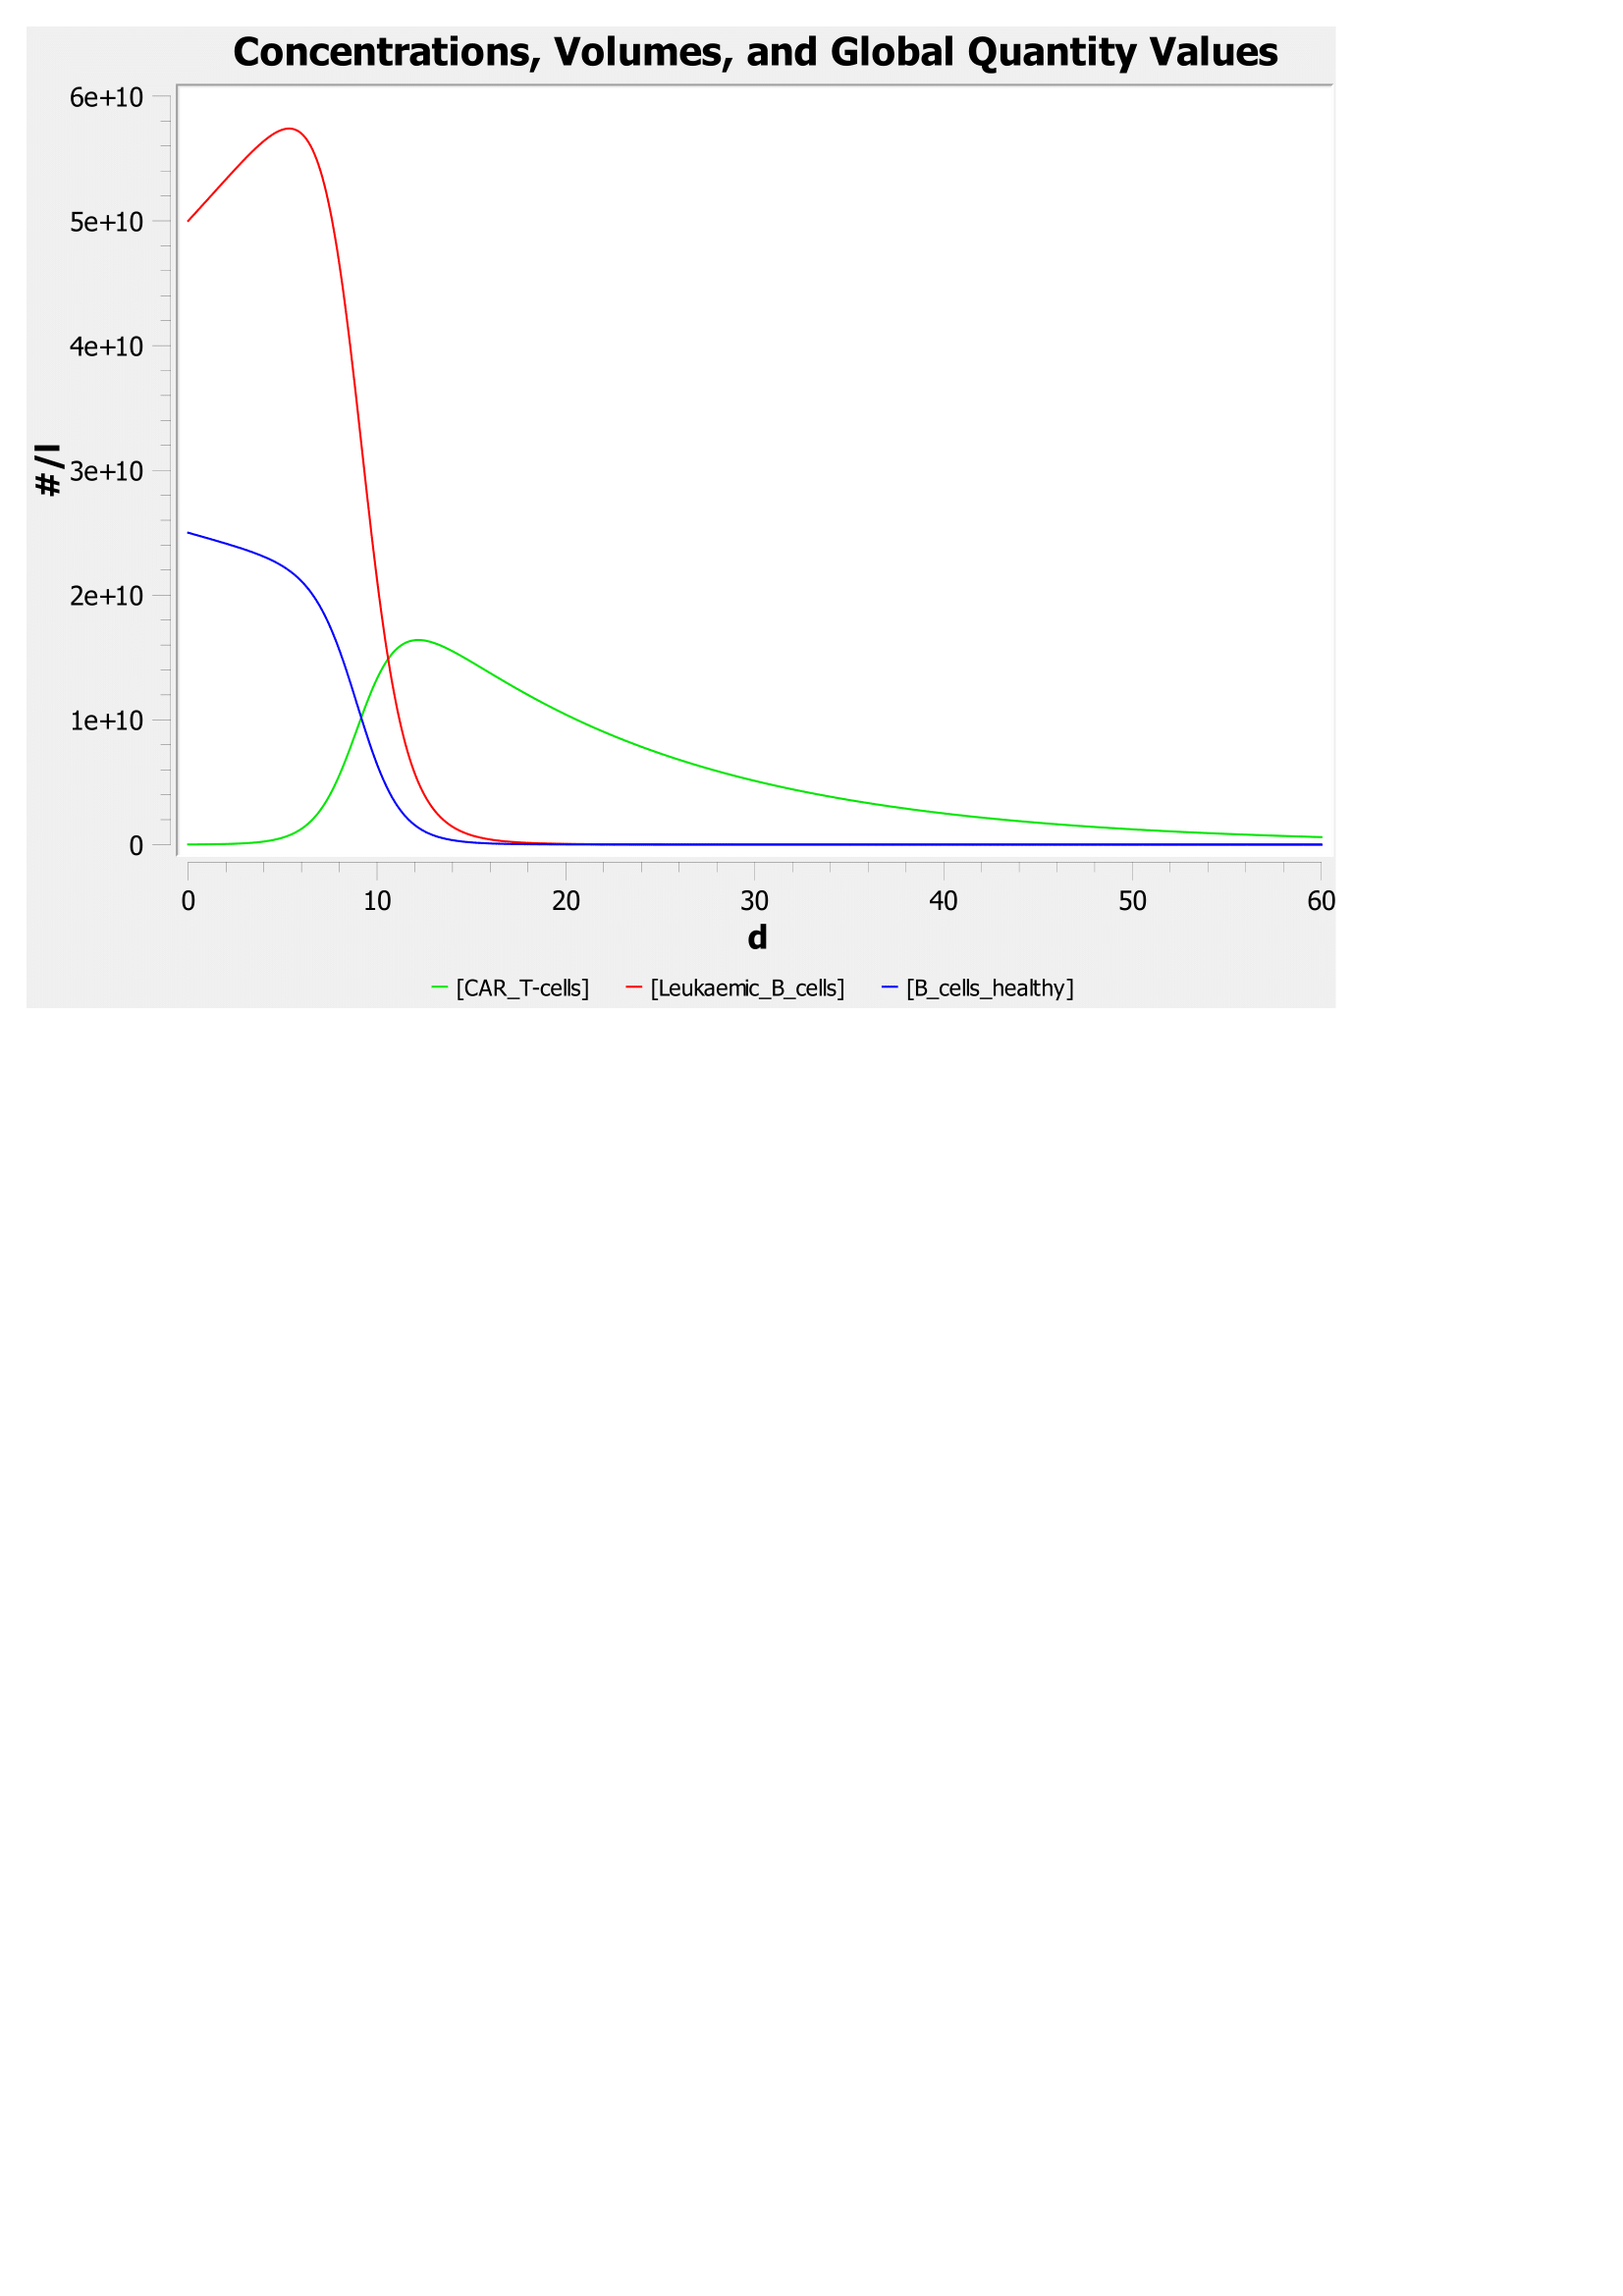 Concentrations, Volumes, and Global Quantity Values
6e+10
5e+10
4e+10
3e+10
2e+10
1e+10
0
#/l
0 10 20 30 40 50 60
d
[CAR_T-cells] [Leukaemic_B_cells] [B_cells_healthy]